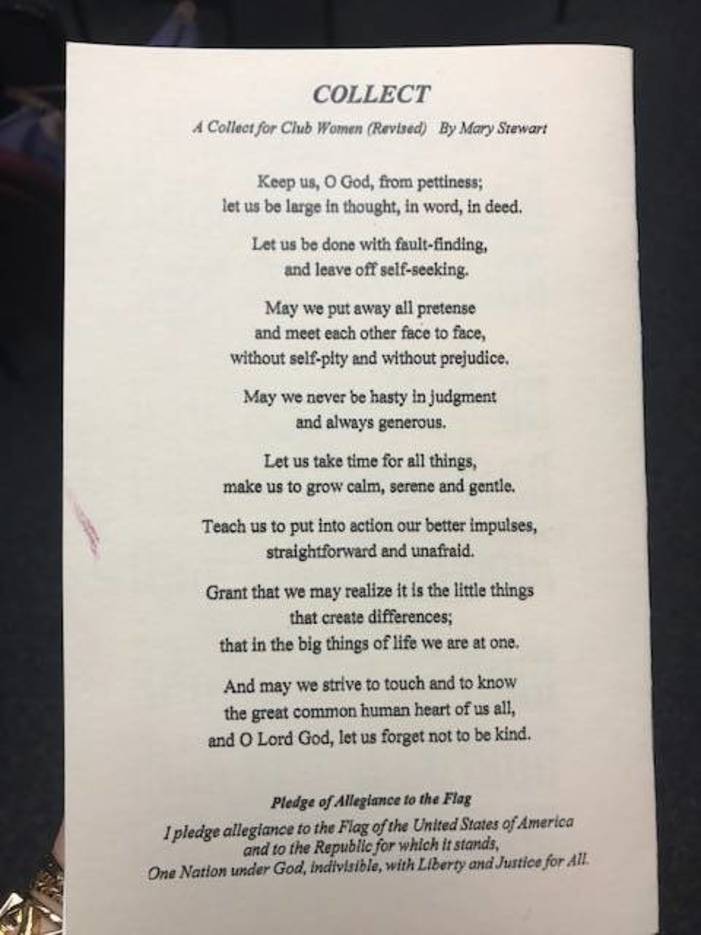 COLLECT
A Collect for Club Women (Revised) By Mary Stewart
Keep us, O God, from pettiness;
let us be large in thought, in word, in deed.
Let us be done with fault-finding,
and leave off self-seeking.
May we put away all pretense
and meet each other face to face,
without self-pity and without prejudice.
May we never be hasty in judgment
and always generous.
Let us take time for all things,
make us to grow calm, serene and gentle.
Teach us to put into action our better impulses,
straightforward and unafraid.
Grant that we may realize it is the little things
that create differences;
that in the big things of life we are at one.
And may we strive to touch and to know
the great common human heart of us all,
and O Lord God, let us forget not to be kind.
Pledge of Allegiance to the Flag
I pledge allegiance to the Flag of the United States of America
and to the Republic for which it stands,
One Nation under God, indivisible, with Liberty and Justice for All.